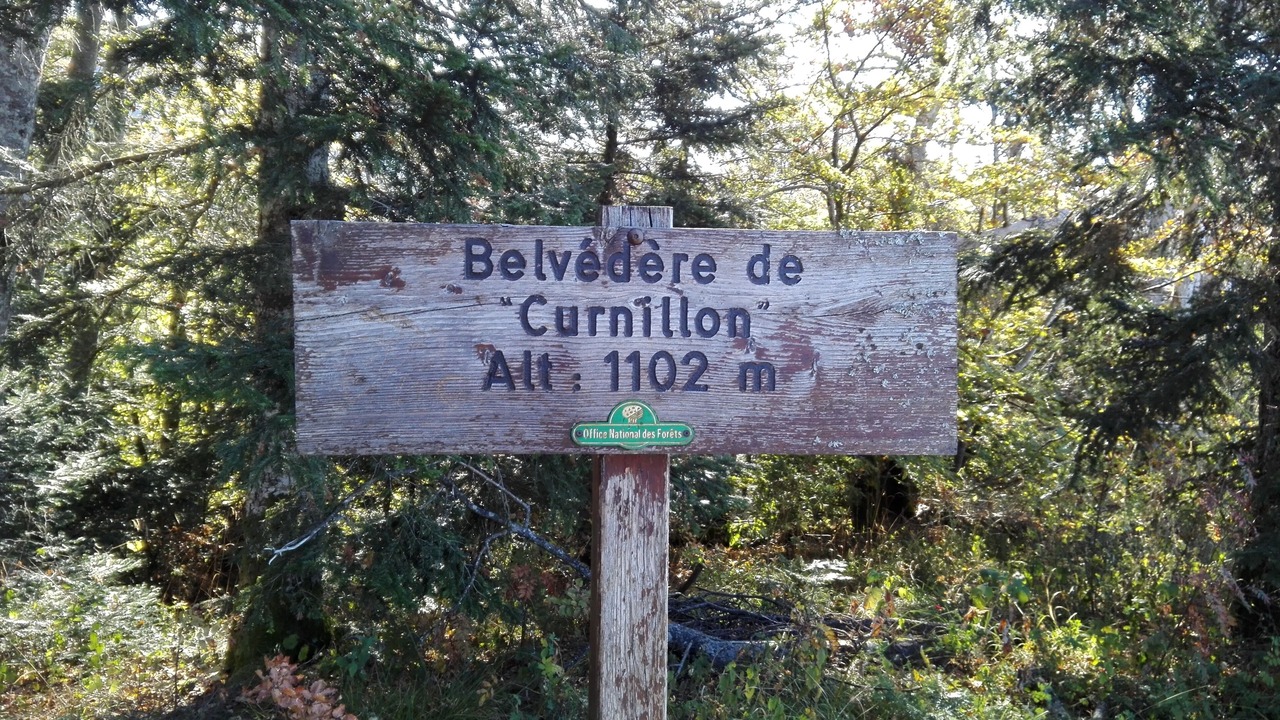 Belvédère de
"Curnillon"
Alt : 1102 m
Office National des Forêts